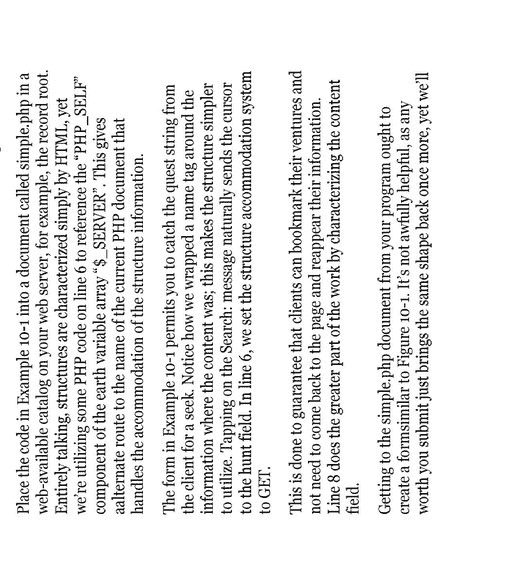 Place the code in Example 10-1 into a document called simple.php in a
web-available catalog on your web server, for example, the record root.
Entirely talking, structures are characterized simply by HTML, yet
we're utilizing some PHP code on line 6 to reference the "PHP_SELF"
component of the earth variable array "$_SERVER". This gives
aalternate route to the name of the current PHP document that
handles the accommodation of the structure information.
The form in Example 10-1 permits you to catch the quest string from
the client for a seek. Notice how we wrapped a name tag around the
information where the content was; this makes the structure simpler
to utilize. Tapping on the Search: message naturally sends the cursor
to the hunt field. In line 6, we set the structure accommodation system
to GET.
This is done to guarantee that clients can bookmark their ventures and
not need to come back to the page and reappear their information.
Line 8 does the greater part of the work by characterizing the content
field.
Getting to the simple.php document from your program ought to
create a formsimilar to Figure 10-1. It's not awfully helpful, as any
worth you submit just brings the same shape back once more, yet we'll